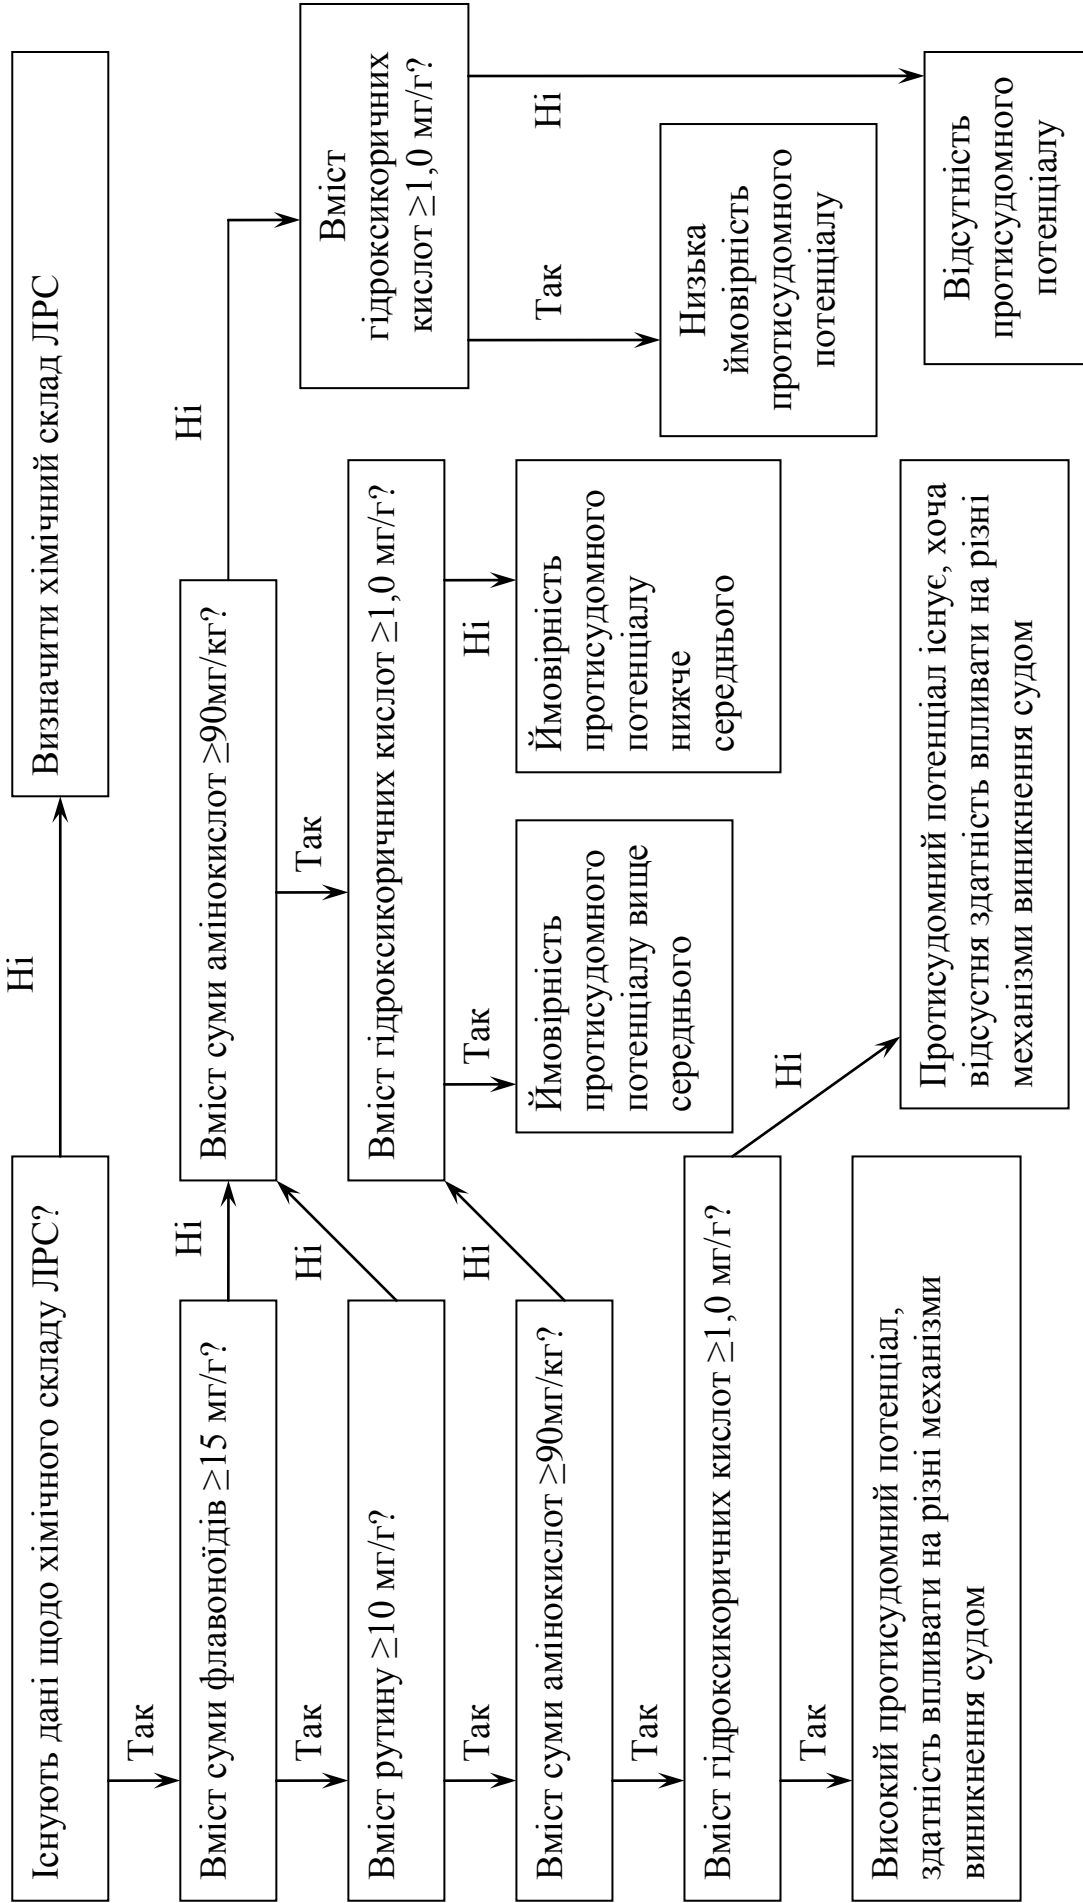 Існують дані щодо хімічного складу ЛРС?
Ні
Визначити хімічний склад ЛРС
Так
Вміст суми флавоноїдів ≥15 мг/г?
Ні
Вміст суми амінокислот ≥90мг/кг?
Ні
Так
Ні
Так
Вміст рутину ≥10 мг/г?
Вміст гідроксикоричних кислот ≥1,0 мг/г?
Вміст
гідроксикоричних
кислот ≥1,0 мг/г?
Так
Ні
Так
Ні
Так
Ні
Вміст суми амінокислот ≥90мг/кг?
Ймовірність
протисудомного
потенціалу вище
середнього
Ймовірність
протисудомного
потенціалу
нижче
середнього
Низька
ймовірність
протисудомного
потенціалу
Так
Вміст гідроксикоричних кислот ≥1,0 мг/г?
Ні
Так
Високий протисудомний потенціал,
здатність впливати на різні механізми
виникнення судом
Протисудомний потенціал існує, хоча
відсустня здатність впливати на різні
механізми виникнення судом
Відсутність
протисудомного
потенціалу